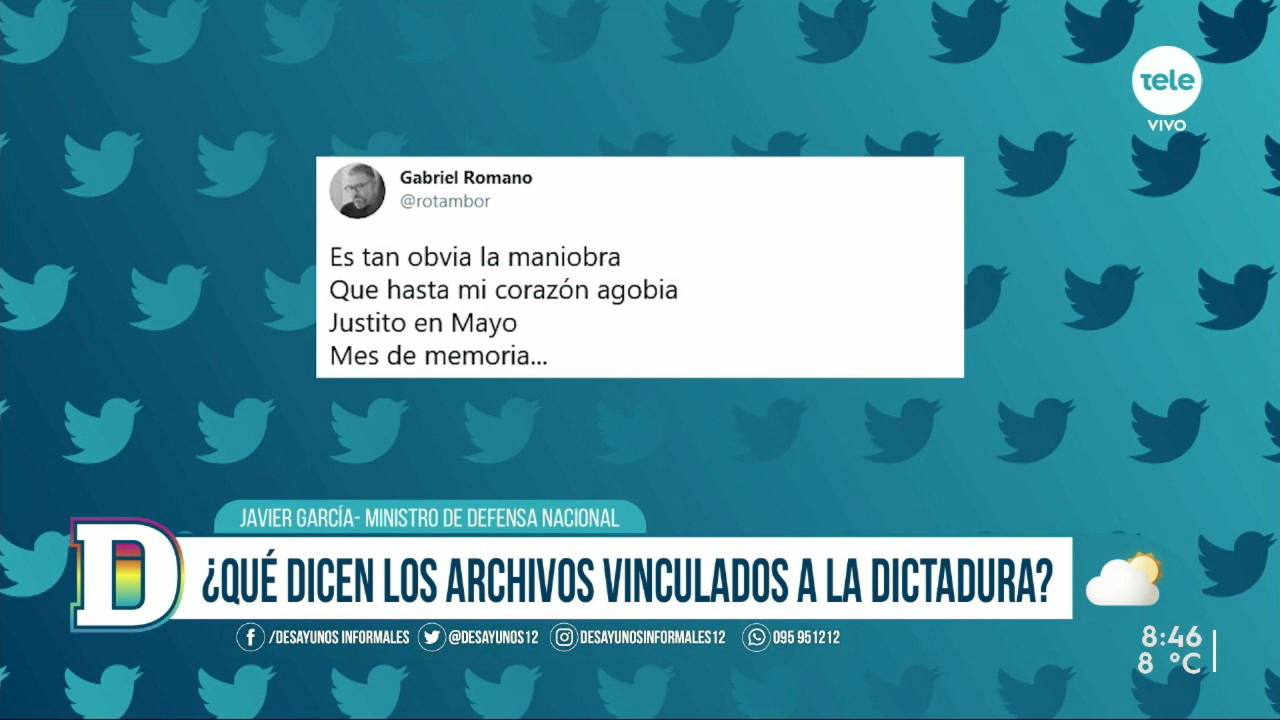 tele
VIVO
Gabriel Romano
@rotambor
Es tan obvia la maniobra
Que hasta mi corazón agobia
Justito en Mayo
Mes de memoria...
JAVIER GARCÍA- MINISTRO DE DEFENSA NACIONAL
D
¿QUÉ DICEN LOS ARCHIVOS VINCULADOS A LA DICTADURA?
f /DESAYUNOS INFORMALES @DESAYUNOS12 DESAYUNOSINFORMALES12 095 951212
8:46
8 °C